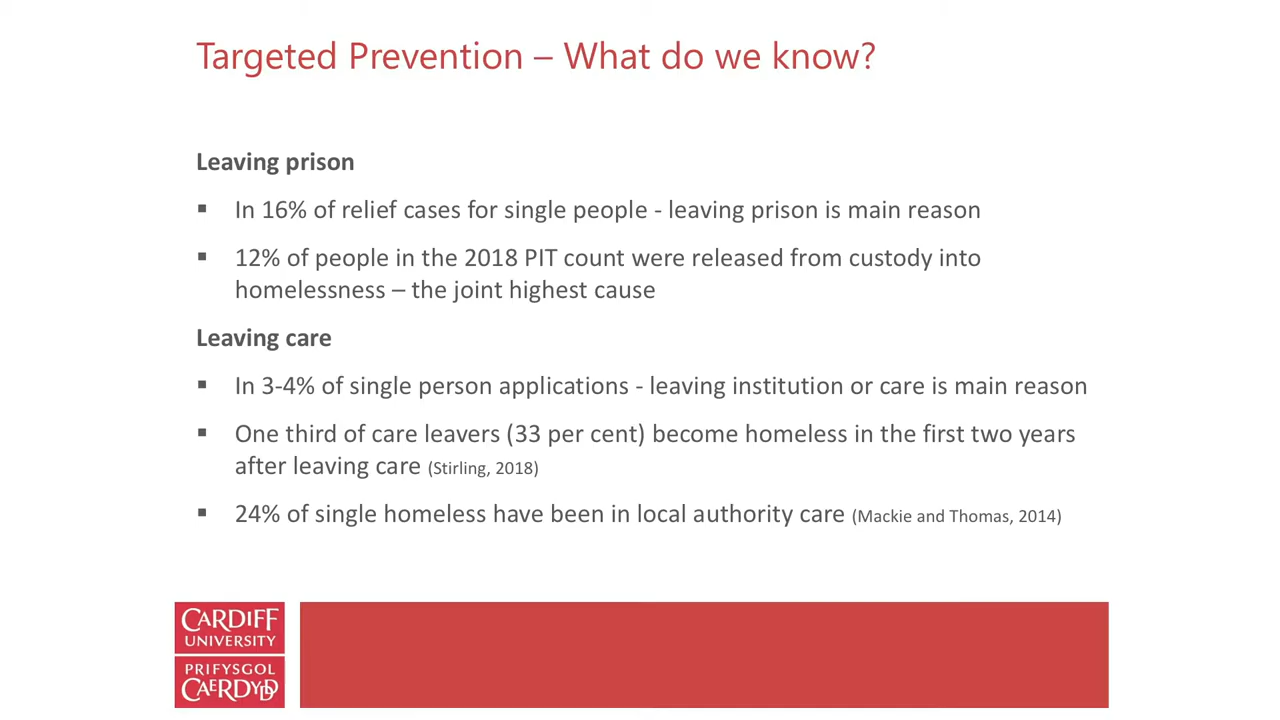 Targeted Prevention – What do we know?
Leaving prison
▪ In 16% of relief cases for single people - leaving prison is main reason
▪ 12% of people in the 2018 PIT count were released from custody into
homelessness – the joint highest cause
Leaving care
▪ In 3-4% of single person applications - leaving institution or care is main reason
▪ One third of care leavers (33 per cent) become homeless in the first two years
after leaving care (Stirling, 2018)
▪ 24% of single homeless have been in local authority care (Mackie and Thomas, 2014)
CARDIFF
UNIVERSITY
PRIFYSGOL
CAERDYDD